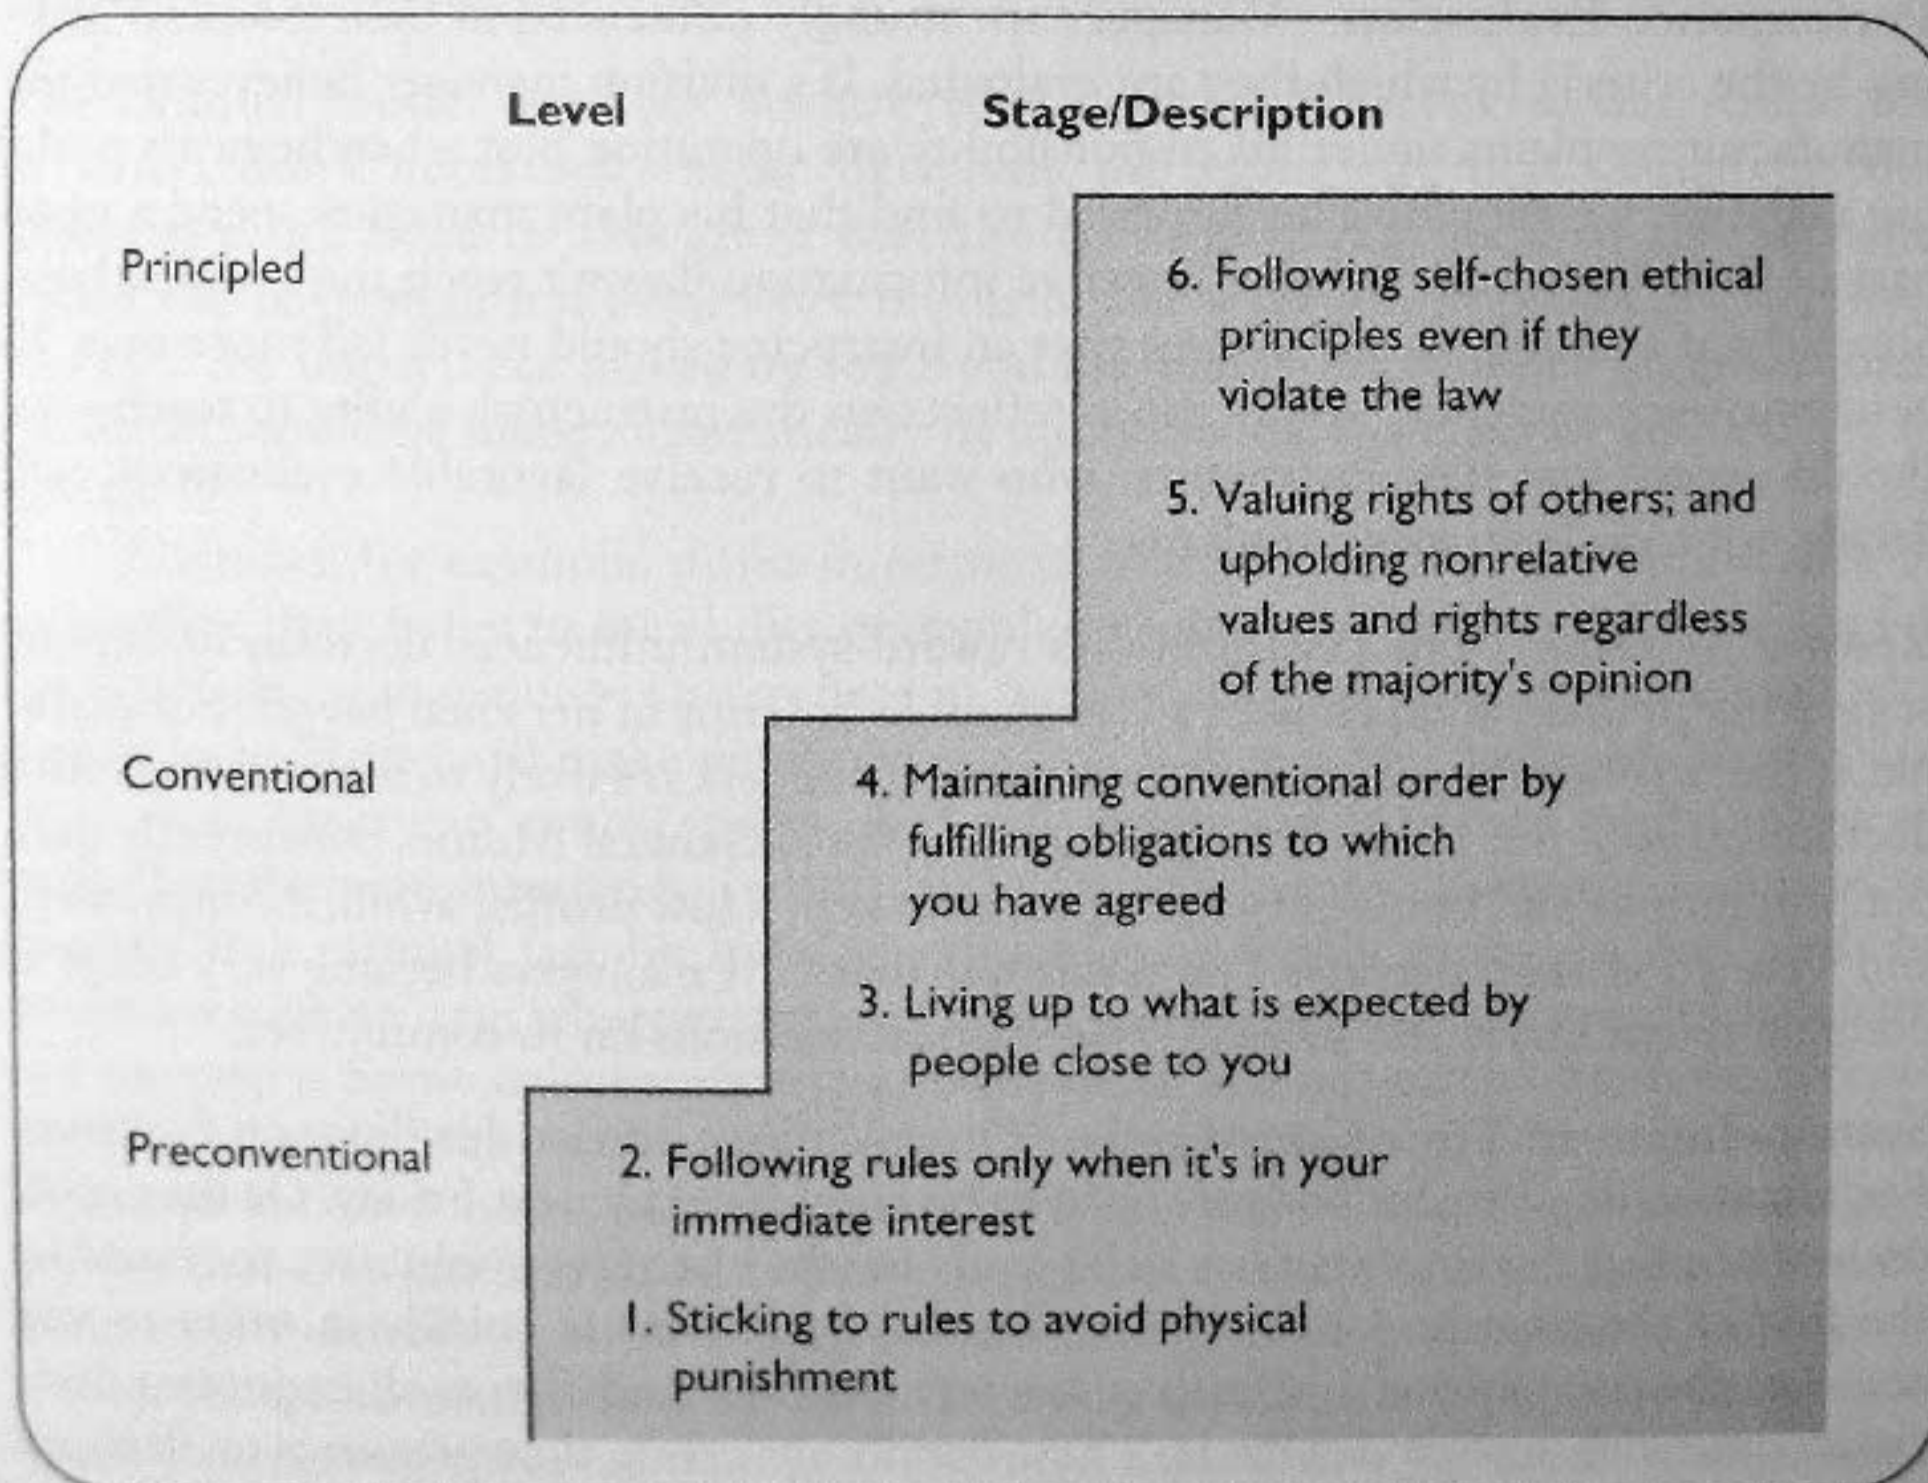 Level Stage/Description
Principled
6. Following self-chosen ethical
principles even if they
violate the law
5. Valuing rights of others; and
upholding nonrelative
values and rights regardless
of the majority's opinion
Conventional
4. Maintaining conventional order by
fulfilling obligations to which
you have agreed
3. Living up to what is expected by
people close to you
Preconventional
2. Following rules only when it's in your
immediate interest
1. Sticking to rules to avoid physical
punishment